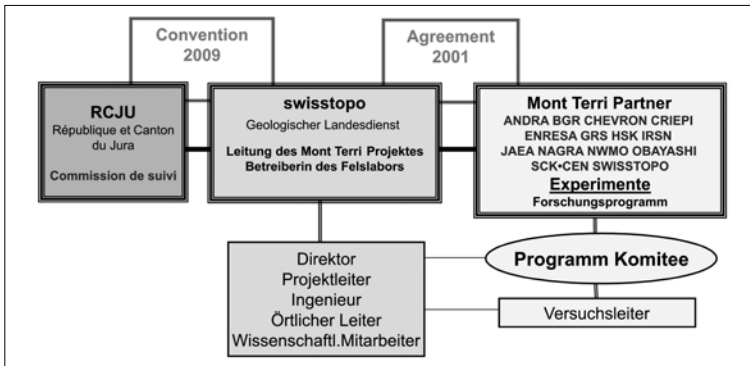 Convention
2009
Agreement
2001
RCJU
République et Canton
du Jura
Commission de suivi
swisstopo
Geologischer Landesdienst
Leitung des Mont Terri Projektes
Betreiberin des Felslabors
Mont Terri Partner
ANDRA BGR CHEVRON CRIEPI
ENRESA GRS HSK IRSN
JAEA NAGRA NWMO OBAYASHI
SCK•CEN SWISSTOPO
Experimente
Forschungsprogramm
Direktor
Projektleiter
Ingenieur
Örtlicher Leiter
Wissenschaftl.Mitarbeiter
Programm Komitee
Versuchsleiter